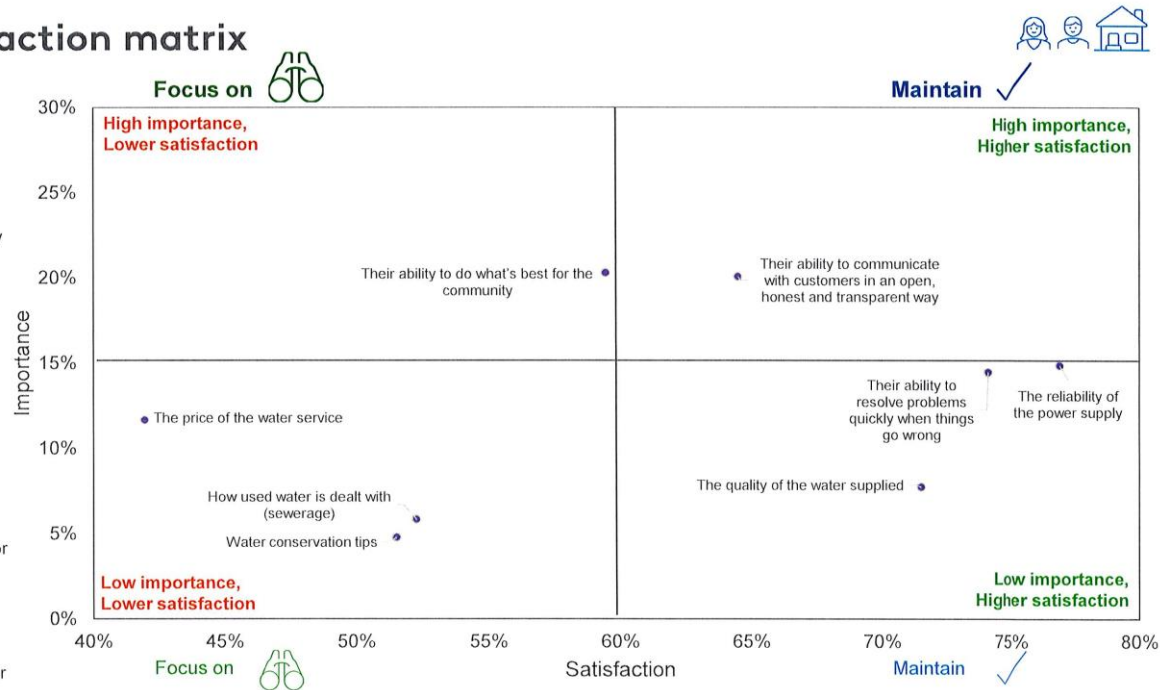 action matrix
Focus on
Maintain
30%
High importance,
Lower satisfaction
High importance,
Higher satisfaction
25%
20%
Their ability to do what's best for the
community
Their ability to communicate
with customers in an open,
honest and transparent way
Importance
15%
Their ability to
resolve problems
quickly when things
go wrong
The reliability of
the power supply
The price of the water service
10%
The quality of the water supplied
How used water is dealt with
(sewerage)
5%
Water conservation tips
or
Low importance,
Lower satisfaction
Low importance,
Higher satisfaction
0%
40%
45%
50%
55%
60%
65%
70%
75%
80%
Focus on
Satisfaction
Maintain